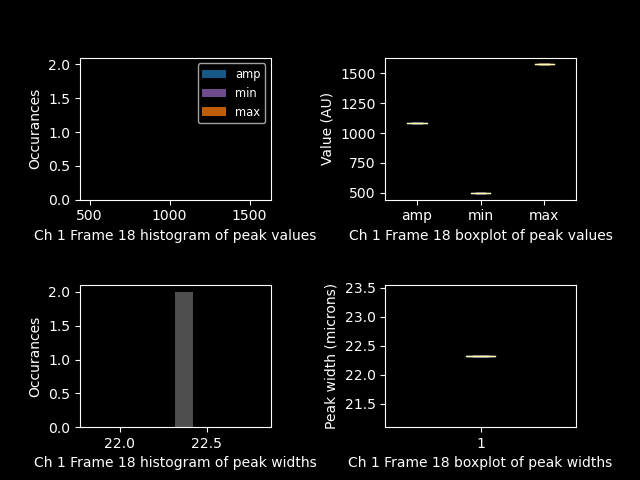 2.0
1.5
1.0
0.5
0.0
Occurances
amp
min
max
500
1000
1500
Ch 1 Frame 18 histogram of peak values
1500
1250
1000
750
500
Value (AU)
amp
min
max
Ch 1 Frame 18 boxplot of peak values
2.0
1.5
1.0
0.5
0.0
Occurances
22.0
22.5
Ch 1 Frame 18 histogram of peak widths
23.5
23.0
22.5
22.0
21.5
Peak width (microns)
1
Ch 1 Frame 18 boxplot of peak widths